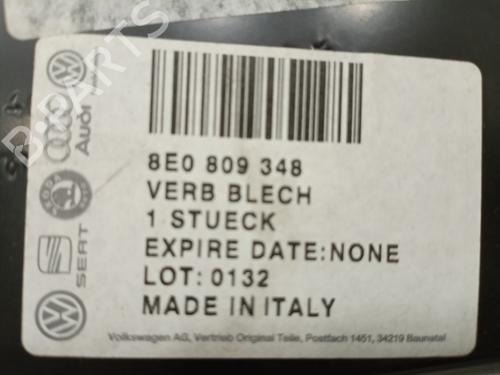 8E0 809 348
VERB BLECH
1 STUECK
EXPIRE DATE:NONE
LOT: 0132
MADE IN ITALY
Volkswagen AG, Vertrieb Original Teile, Postfach 1451, 34219 Baunatal
Audi
SKODA
SEAT
B-PARTS